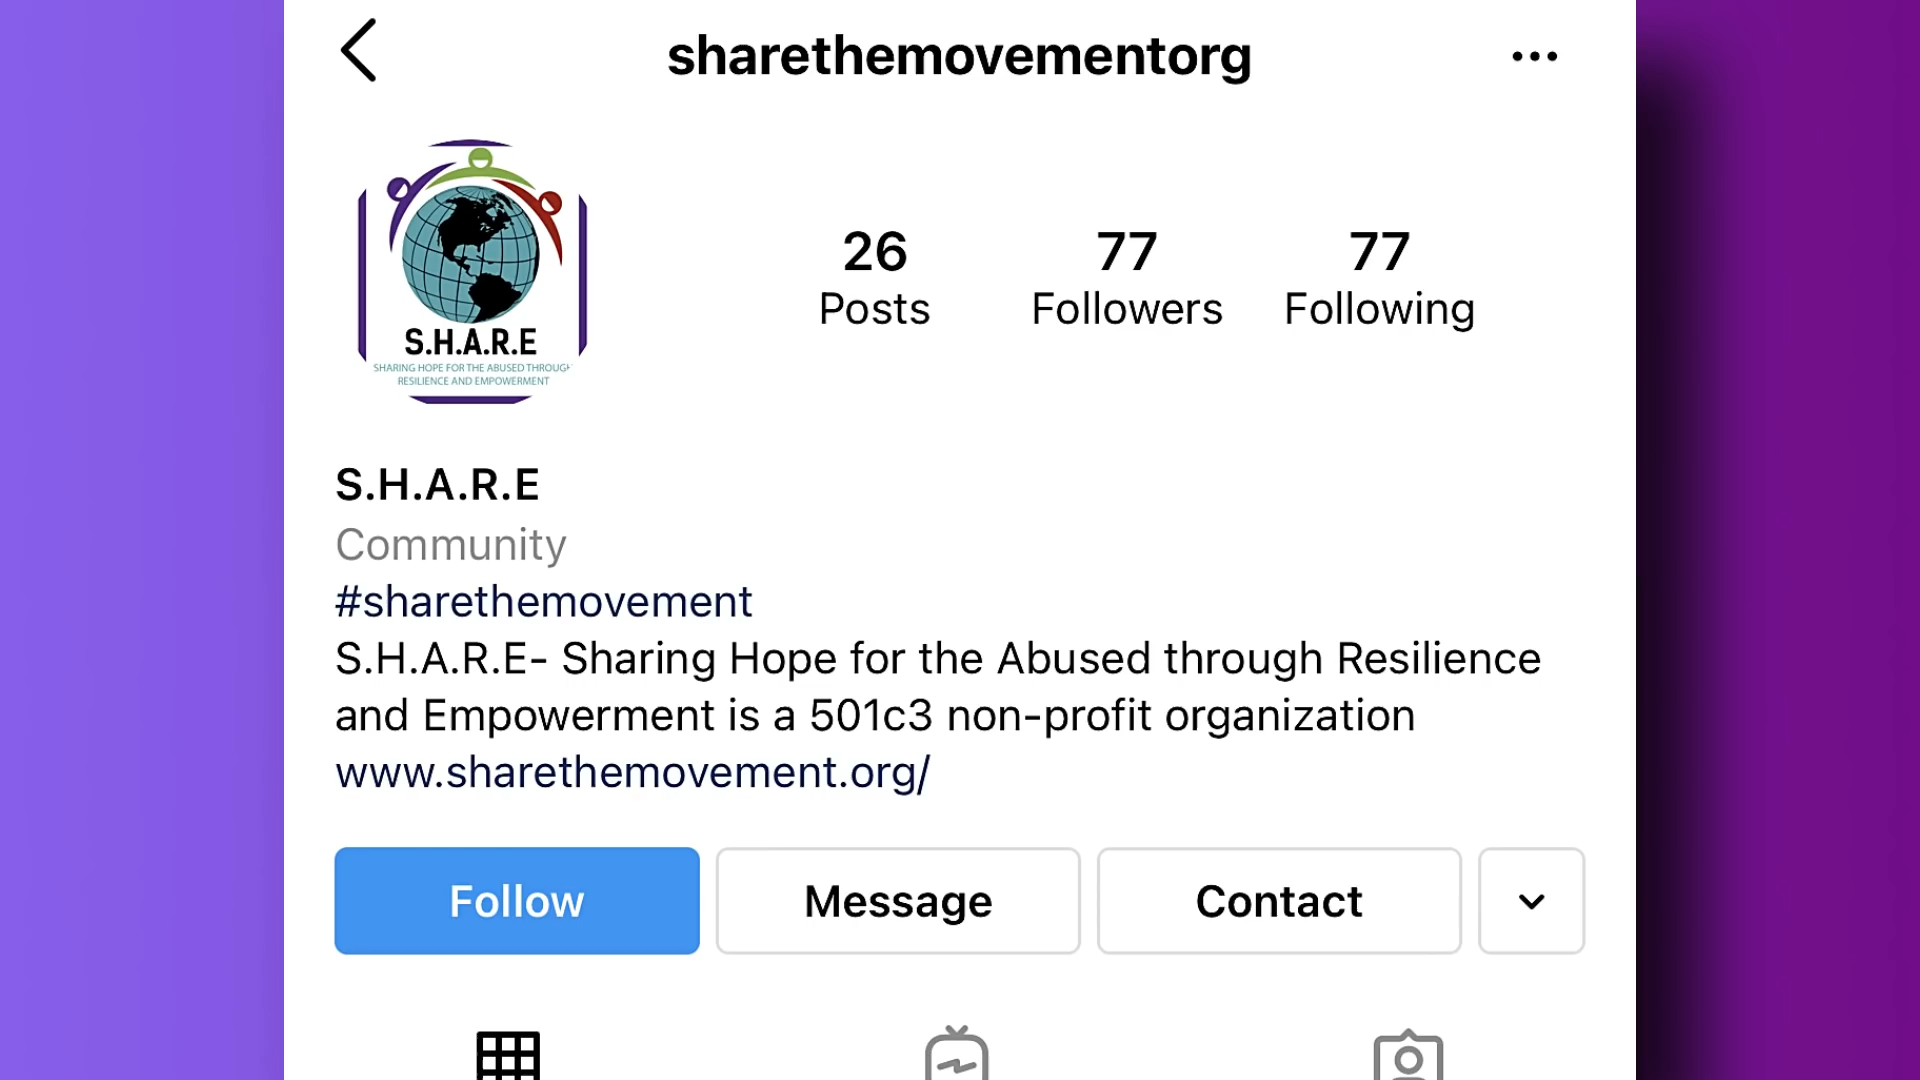 sharethemovementorg
S.H.A.R.E
SHARING HOPE FOR THE ABUSED THROUGH
RESILIENCE AND EMPOWERMENT
26
Posts
77
Followers
77
Following
S.H.A.R.E
Community
#sharethemovement
S.H.A.R.E- Sharing Hope for the Abused through Resilience
and Empowerment is a 501c3 non-profit organization
www.sharethemovement.org/
Follow
Message
Contact